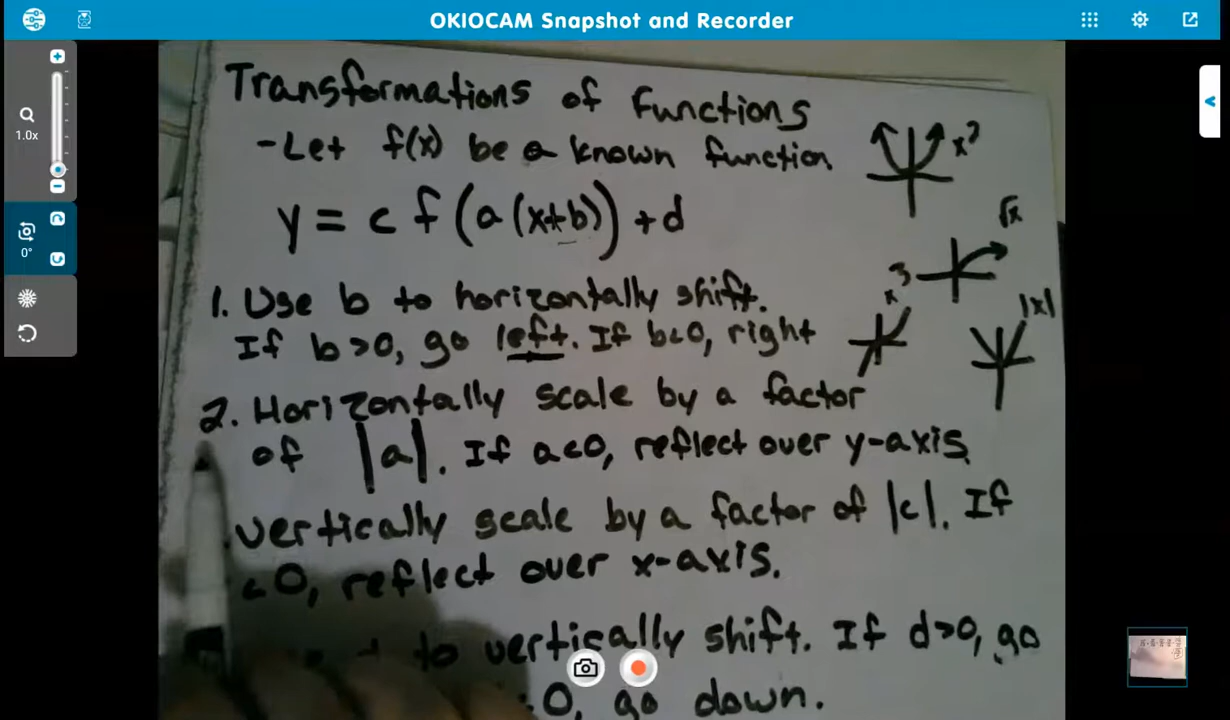 OKIOCAM Snapshot and Recorder
1.0x
0°
Transformations of Functions
-Let f(x) be a known function
y = c f(a(x+b)) + d
1. Use b to horizontally shift.
If b>0, go left. If b<0, right
2. Horizontally scale by a factor
of |a|. If a<0, reflect over y-axis.
vertically scale by a factor of |c|. If
<0, reflect over x-axis.
to vertically shift. If d>0, go
<0, go down.
x²
√x
x³
|x|